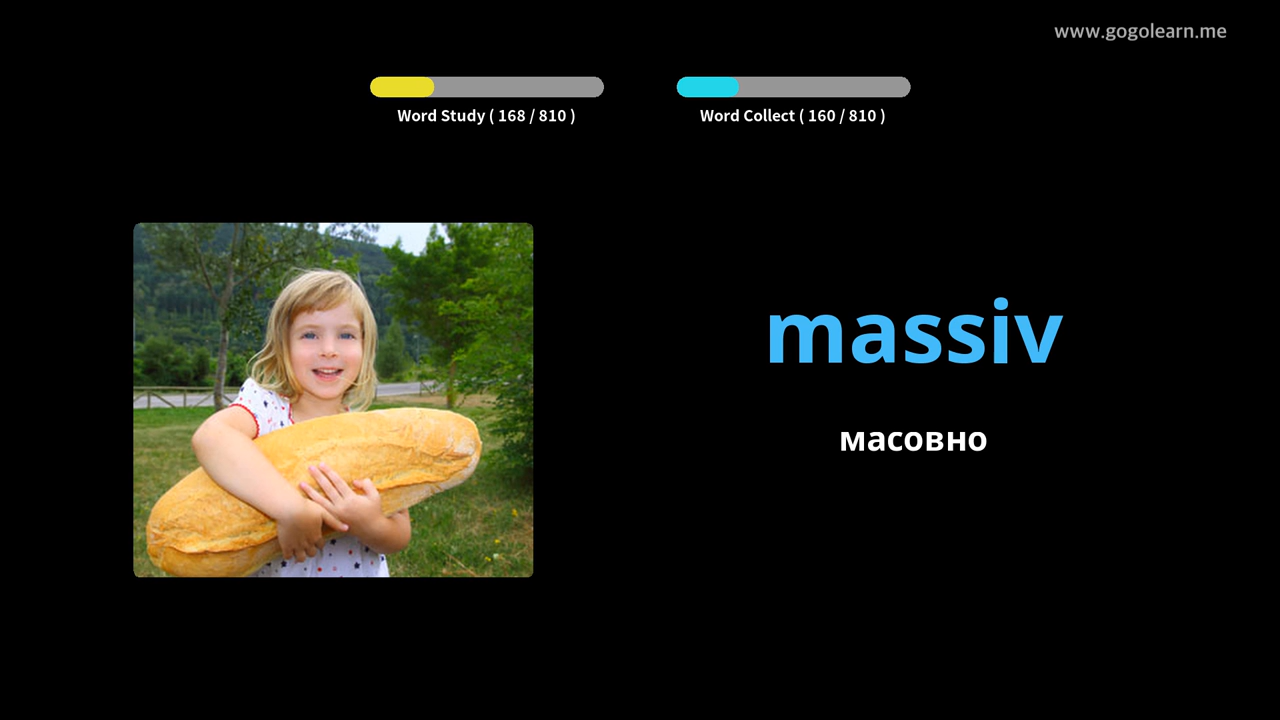 www.gogolearn.me
Word Study ( 168 / 810 )
Word Collect ( 160 / 810 )
massiv
масовно